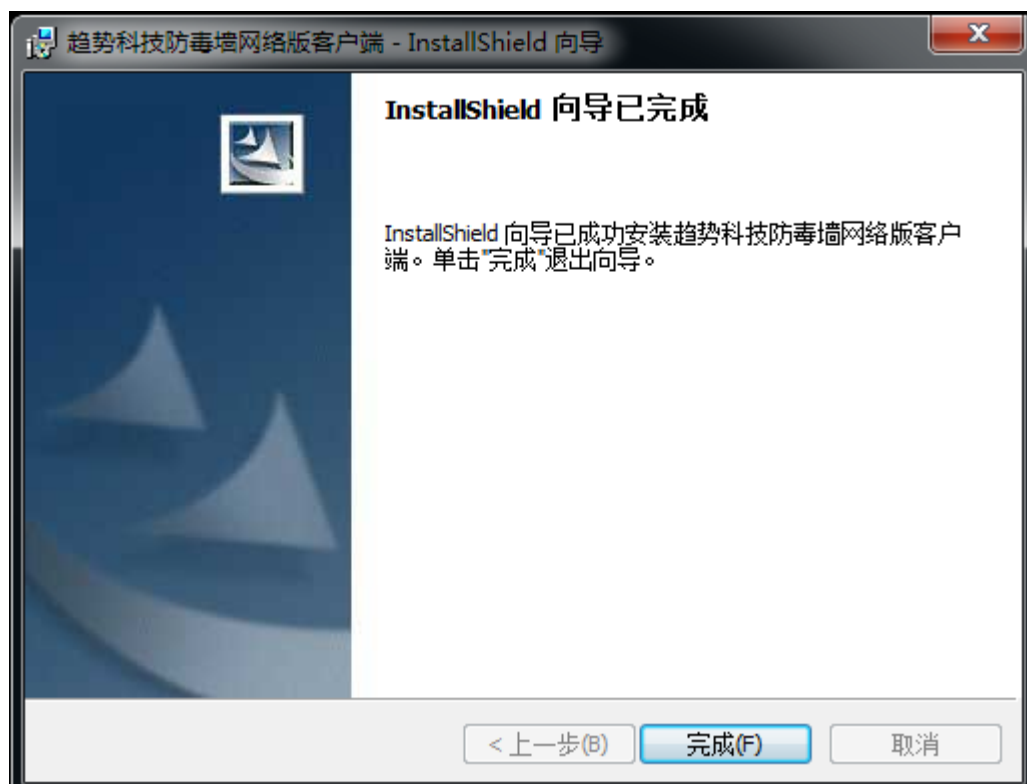 趋势科技防毒墙网络版客户端 - InstallShield 向导
InstallShield 向导已完成
InstallShield 向导已成功安装趋势科技防毒墙网络版客户
端。单击"完成"退出向导。
< 上一步(B)
完成(F)
取消